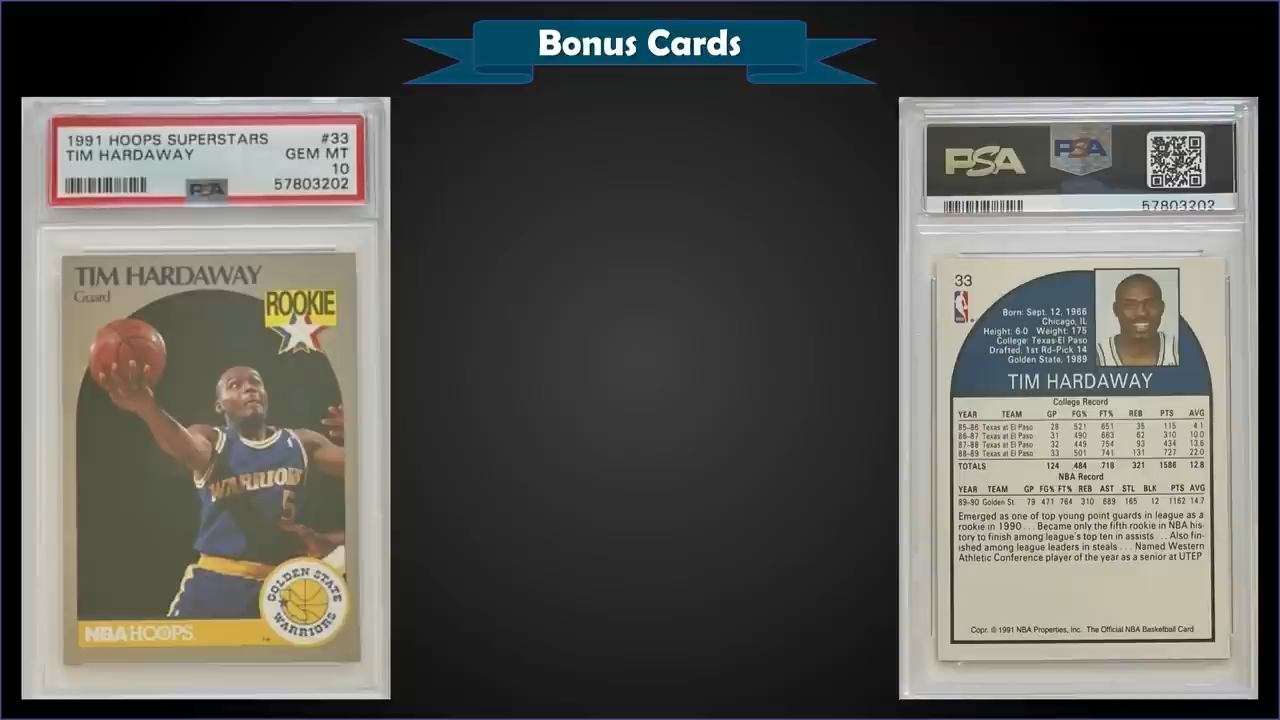 Bonus Cards
1991 HOOPS SUPERSTARS #33
TIM HARDAWAY GEM MT
10
57803202
PSA
TIM HARDAWAY
Guard
ROOKIE
WARRIORS
5
GOLDEN STATE
WARRIORS
NBA HOOPS
PSA
PSA
57803202
33
Born: Sept. 12, 1966
Chicago, IL
Height: 6-0 Weight: 175
College: Texas-El Paso
Drafted: 1st Rd-Pick 14
Golden State, 1989
TIM HARDAWAY
College Record
YEAR TEAM GP FG% FT% REB PTS AVG
85-86 Texas at El Paso 28 521 651 35 115 4.1
86-87 Texas at El Paso 31 490 663 62 310 10.0
87-88 Texas at El Paso 32 449 754 93 434 13.6
88-89 Texas at El Paso 33 501 741 131 727 22.0
TOTALS 124 .484 .718 321 1586 12.8
NBA Record
YEAR TEAM GP FG% FT% REB AST STL BLK PTS AVG
89-90 Golden St. 79 471 764 310 689 165 12 1162 14.7
Emerged as one of top young point guards in league as a
rookie in 1990 . . . Became only the fifth rookie in NBA his-
tory to finish among league's top ten in assists . . . Also fin-
ished among league leaders in steals . . . Named Western
Athletic Conference player of the year as a senior at UTEP
Copr. © 1991 NBA Properties, Inc. The Official NBA Basketball Card